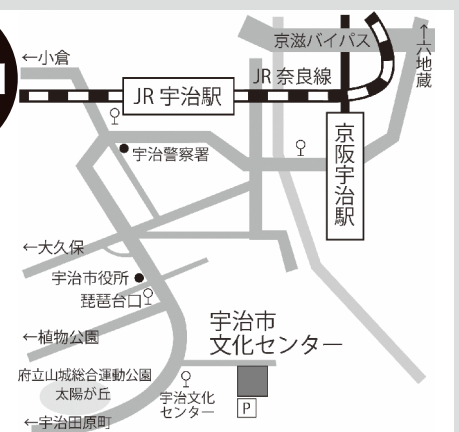 京滋バイパス
←六地蔵
←小倉
JR 奈良線
JR 宇治駅
京阪宇治駅
宇治警察署
←大久保
宇治市役所
琵琶台口
宇治市
文化センター
←植物公園
府立山城総合運動公園
太陽が丘
宇治文化
センター
P
←宇治田原町